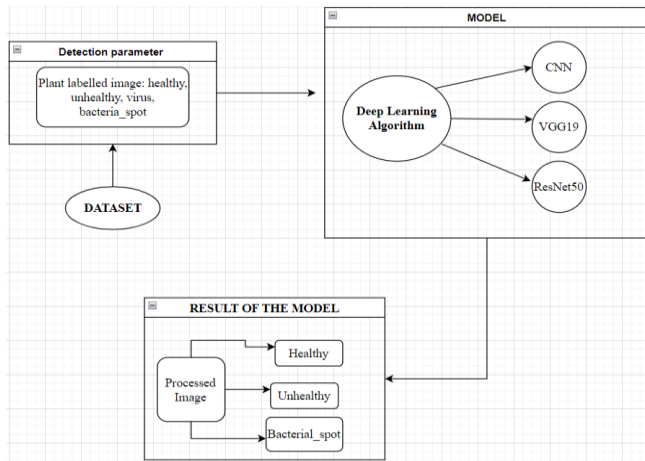 Detection parameter
Plant labelled image: healthy,
unhealthy, virus,
bacteria_spot
DATASET
MODEL
Deep Learning
Algorithm
CNN
VGG19
ResNet50
RESULT OF THE MODEL
Processed
Image
Healthy
Unhealthy
Bacterial_spot